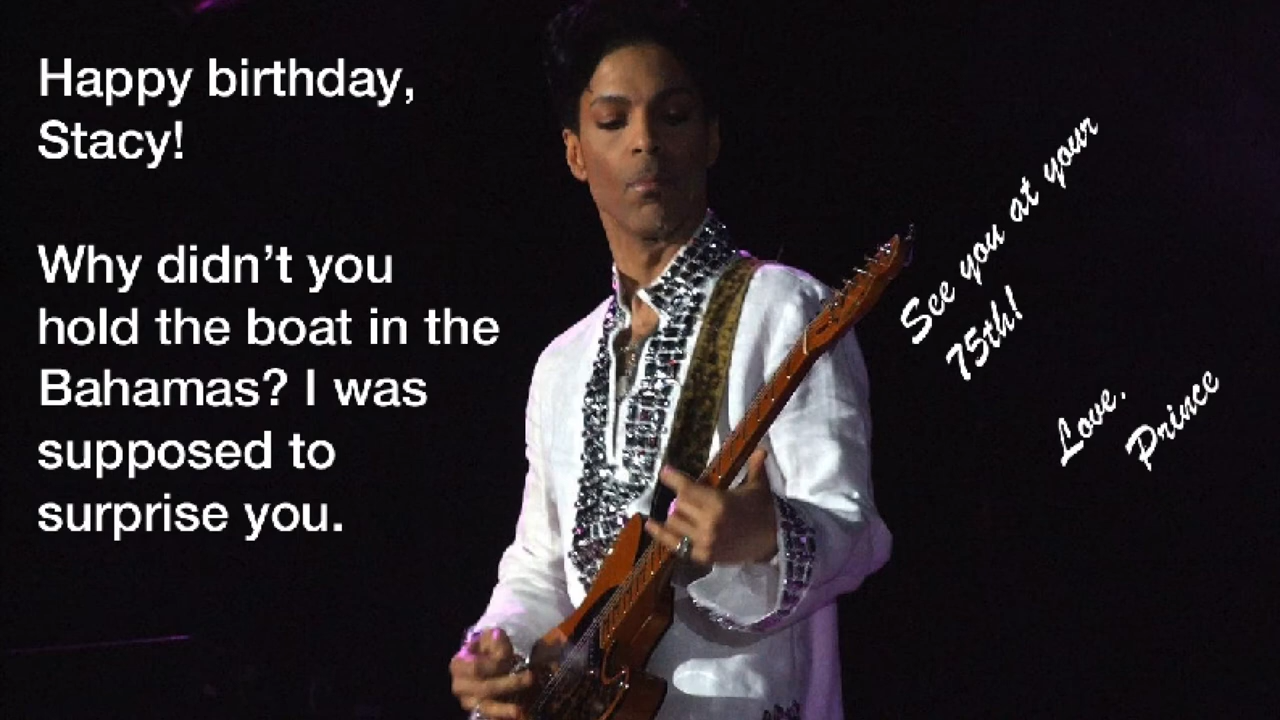 Happy birthday,
Stacy!
Why didn’t you
hold the boat in the
Bahamas? I was
supposed to
surprise you.
See you at your
75th!
Love,
Prince